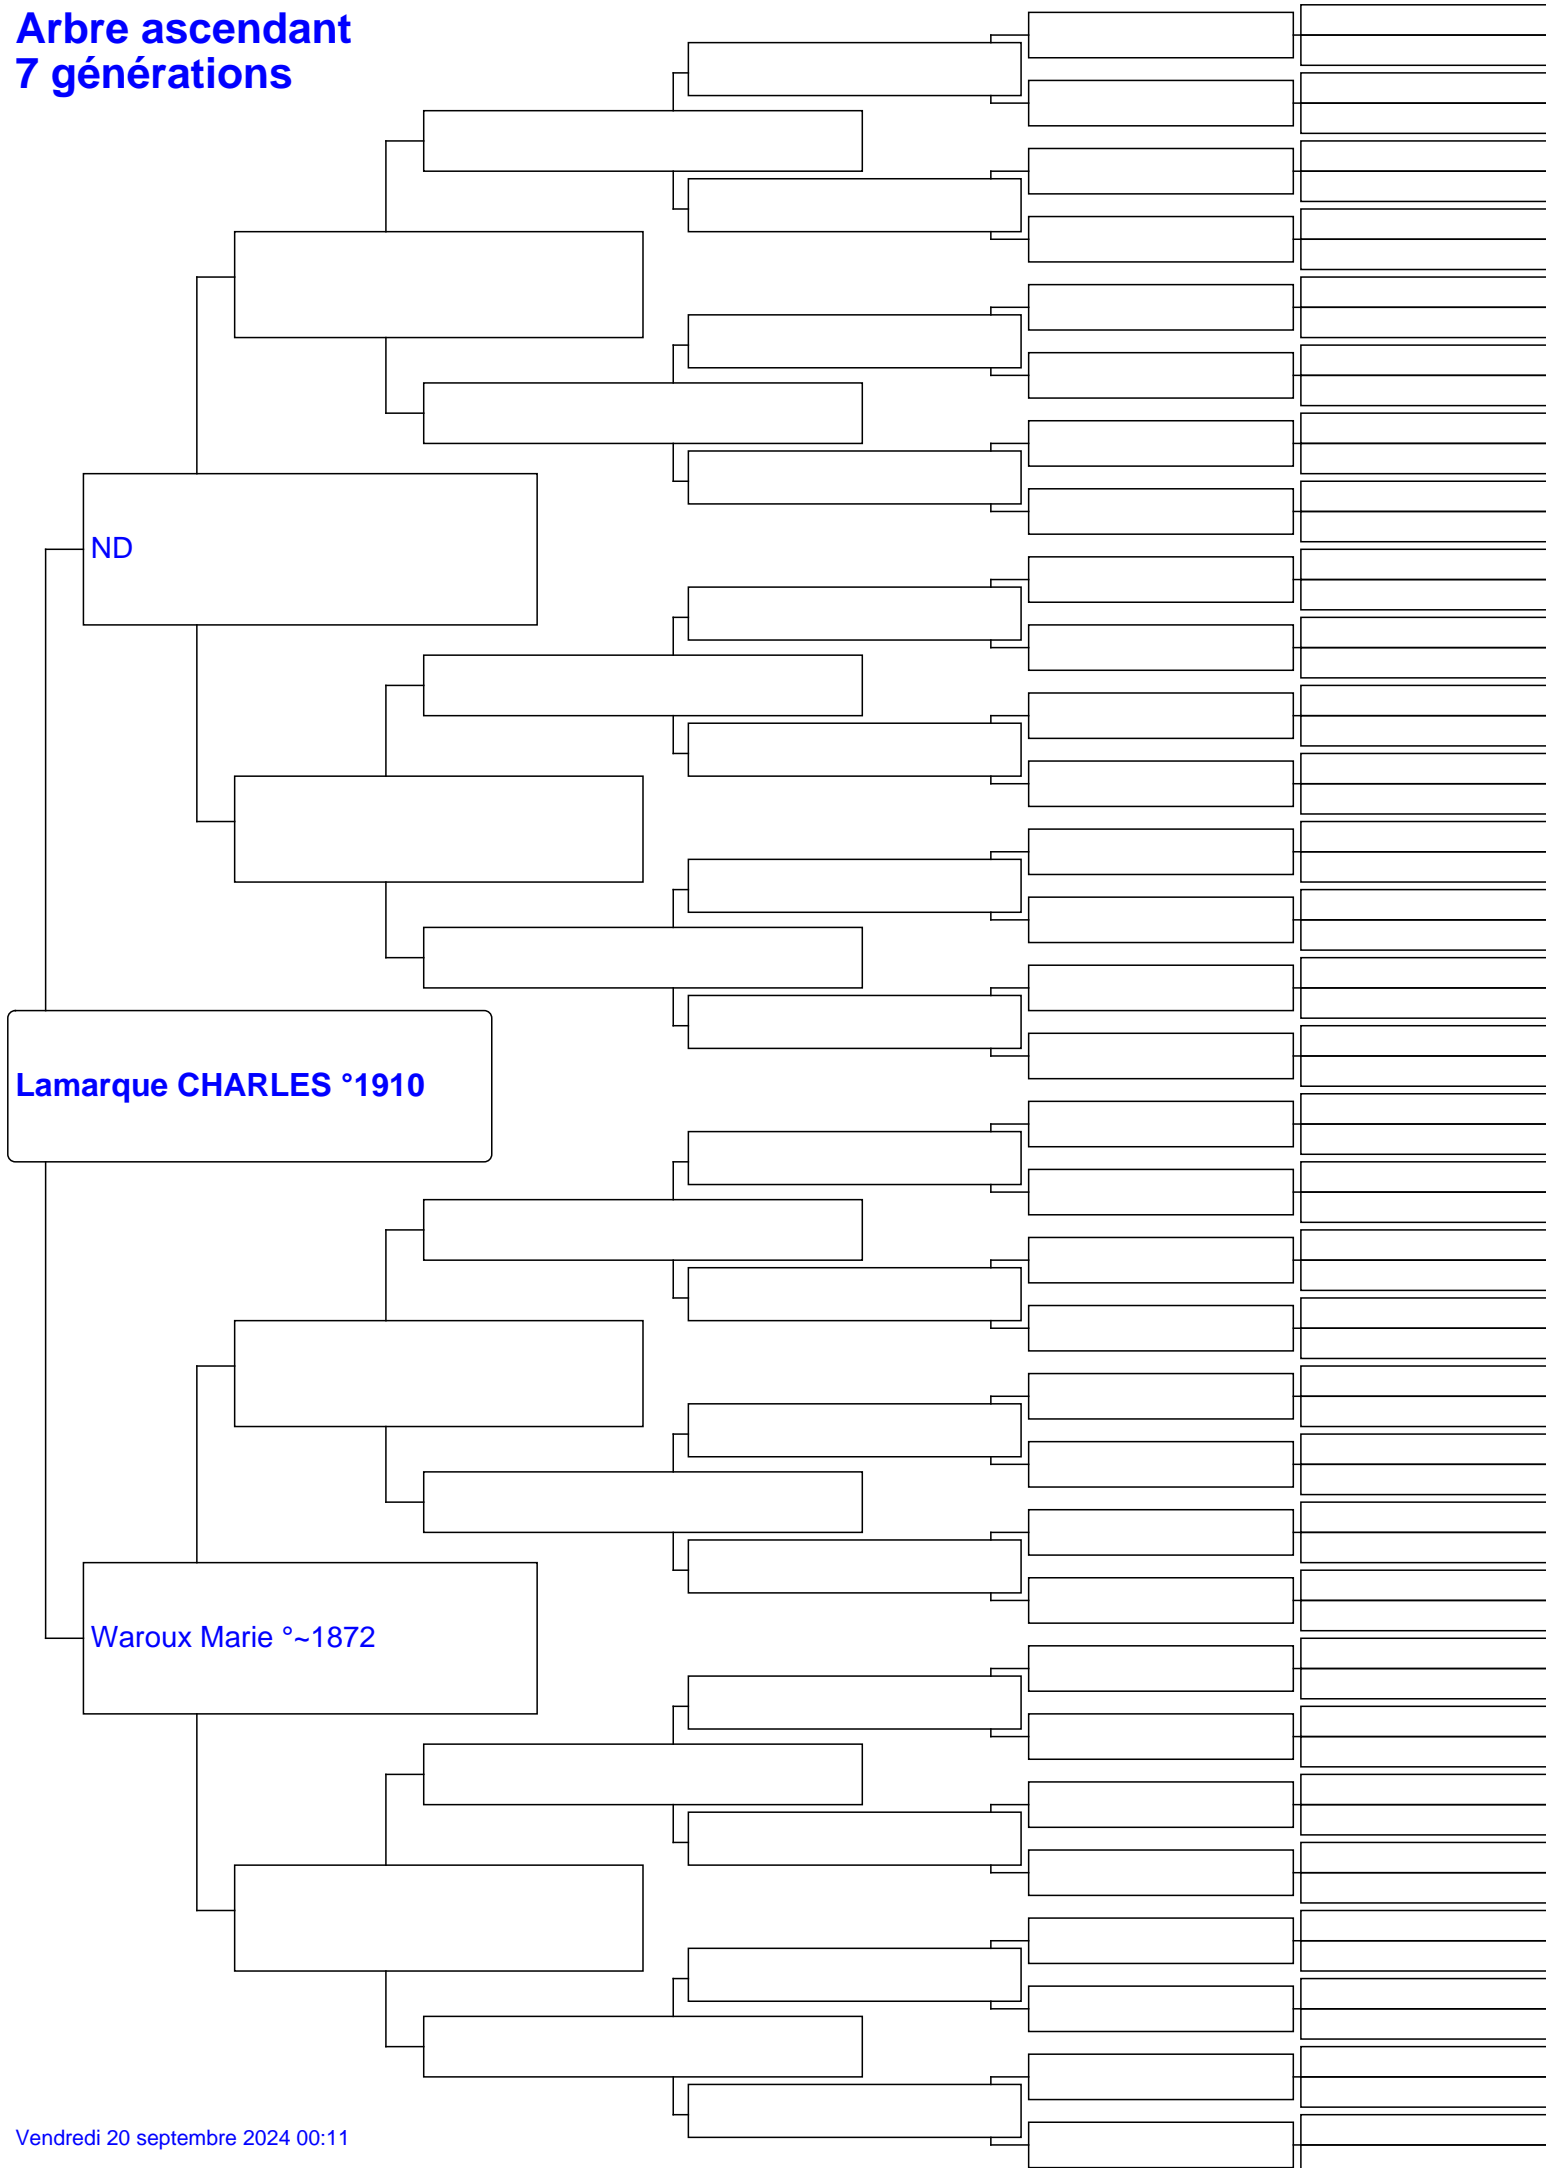 Arbre ascendant
7 générations
ND
Lamarque CHARLES °1910
Waroux Marie °~1872
Vendredi 20 septembre 2024 00:11